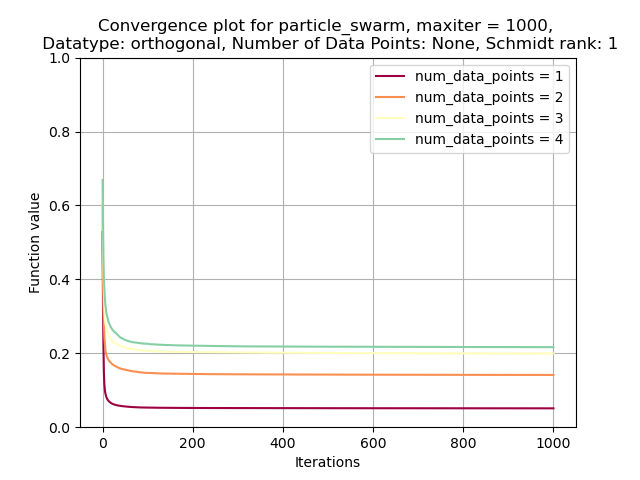 Convergence plot for particle_swarm, maxiter = 1000,
Datatype: orthogonal, Number of Data Points: None, Schmidt rank: 1
1.0
0.8
0.6
0.4
0.2
0.0
Function value
num_data_points = 1
num_data_points = 2
num_data_points = 3
num_data_points = 4
0 200 400 600 800 1000
Iterations